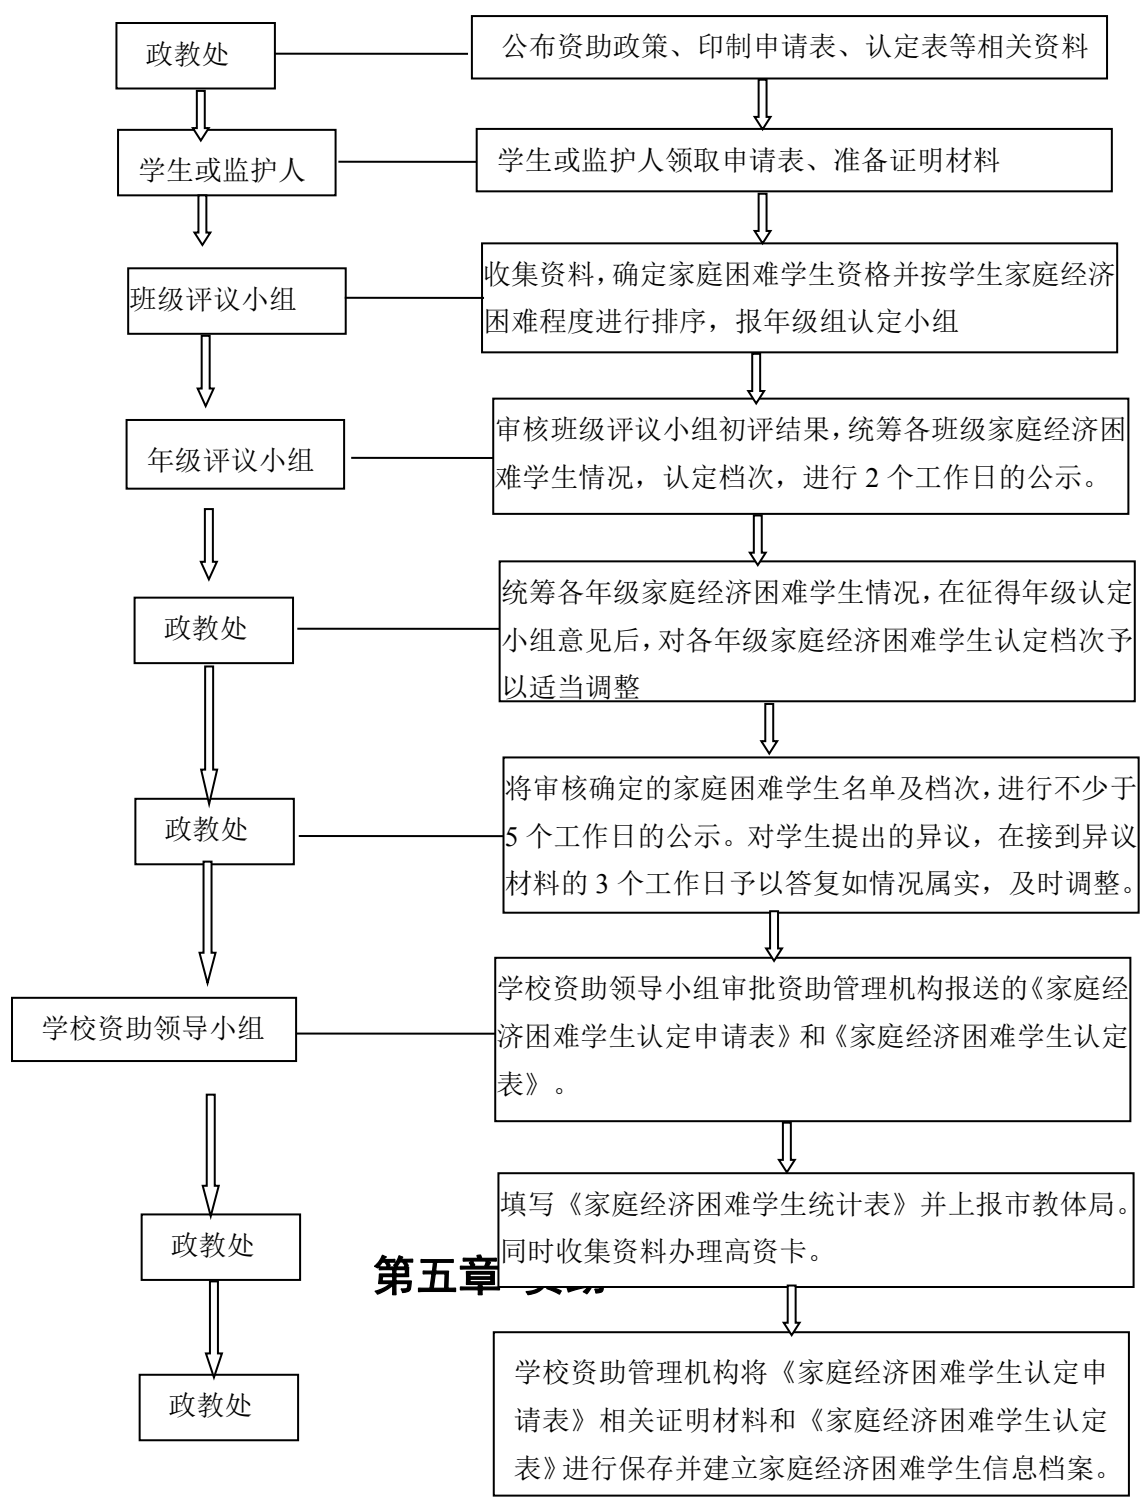 政教处
公布资助政策、印制申请表、认定表等相关资料
学生或监护人
学生或监护人领取申请表、准备证明材料
班级评议小组
收集资料，确定家庭困难学生资格并按学生家庭经济
困难程度进行排序，报年级组认定小组
年级评议小组
审核班级评议小组初评结果，统筹各班级家庭经济困
难学生情况，认定档次，进行 2 个工作日的公示。
政教处
统筹各年级家庭经济困难学生情况，在征得年级认定
小组意见后，对各年级家庭经济困难学生认定档次予
以适当调整
政教处
将审核确定的家庭困难学生名单及档次，进行不少于
5 个工作日的公示。对学生提出的异议，在接到异议
材料的 3 个工作日予以答复如情况属实，及时调整。
学校资助领导小组
学校资助领导小组审批资助管理机构报送的《家庭经
济困难学生认定申请表》和《家庭经济困难学生认定
表》。
政教处
填写《家庭经济困难学生统计表》并上报市教体局。
同时收集资料办理高资卡。
第五章
政教处
学校资助管理机构将《家庭经济困难学生认定申
请表》相关证明材料和《家庭经济困难学生认定
表》进行保存并建立家庭经济困难学生信息档案。